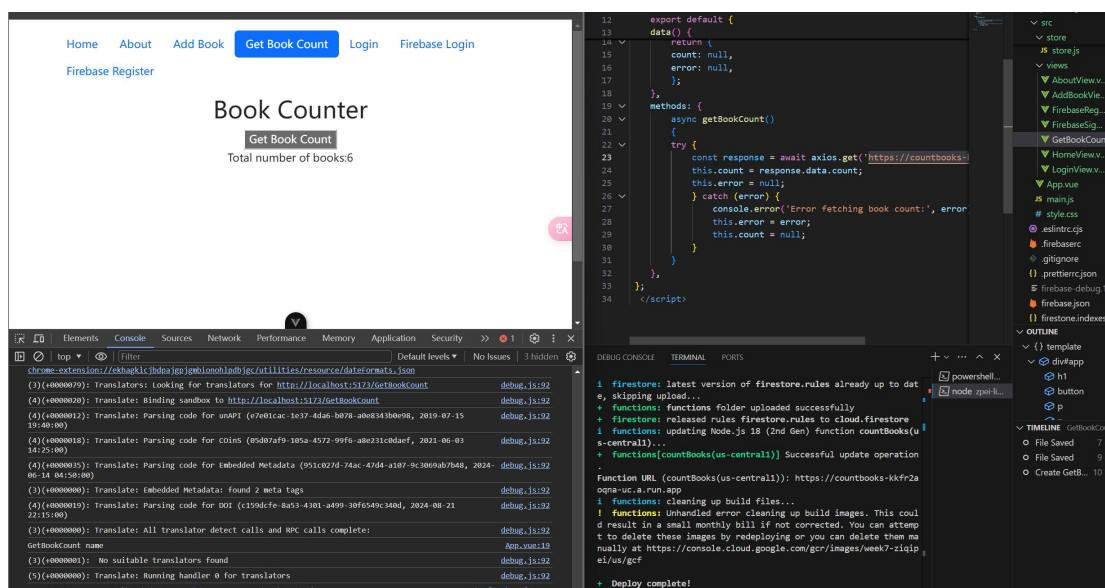 Home About Add Book Get Book Count Login Firebase Login
Firebase Register
Book Counter
Get Book Count
Total number of books:6
Elements Console Sources Network Performance Memory Application Security 1
top Filter Default levels No Issues 3 hidden
chrome-extension://ekhagklcjbdpajgpjgmbionohlpdbjgc/utilities/resource/dateFormats.json
(3)(+0000079): Translators: Looking for translators for http://localhost:5173/GetBookCount debug.js:92
(4)(+0000020): Translate: Binding sandbox to http://localhost:5173/GetBookCount debug.js:92
(4)(+0000012): Translate: Parsing code for unAPI (e7e01cac-1e37-4da6-b078-a0e8343b0e98, 2019-07-15 debug.js:92
19:40:00)
(4)(+0000018): Translate: Parsing code for COinS (05d07af9-105a-4572-99f6-a8e231c0daef, 2021-06-03 debug.js:92
14:25:00)
(4)(+0000035): Translate: Parsing code for Embedded Metadata (951c027d-74ac-47d4-a107-9c3069ab7b48, 2024- debug.js:92
06-14 04:50:00)
(3)(+0000000): Translate: Embedded Metadata: found 2 meta tags debug.js:92
(4)(+0000019): Translate: Parsing code for DOI (c159dcfe-8a53-4301-a499-30f6549c340d, 2024-08-21 debug.js:92
22:15:00)
(3)(+0000000): Translate: All translator detect calls and RPC calls complete: debug.js:92
GetBookCount name App.vue:19
(3)(+0000001): No suitable translators found debug.js:92
(5)(+0000000): Translate: Running handler 0 for translators debug.js:92
12 export default {
13 data() {
14 return {
15 count: null,
16 error: null,
17 };
18 },
19 methods: {
20 async getBookCount()
21 {
22 try {
23 const response = await axios.get('https://countbooks-
24 this.count = response.data.count;
25 this.error = null;
26 } catch (error) {
27 console.error('Error fetching book count:', error
28 this.error = error;
29 this.count = null;
30 }
31 }
32 },
33 };
34 </script>
DEBUG CONSOLE TERMINAL PORTS
i firestore: latest version of firestore.rules already up to dat
e, skipping upload...
+ functions: functions folder uploaded successfully
+ firestore: released rules firestore.rules to cloud.firestore
i functions: updating Node.js 18 (2nd Gen) function countBooks(u
s-central1)...
+ functions[countBooks(us-central1)] Successful update operation
.
Function URL (countBooks(us-central1)): https://countbooks-kkfr2a
oqna-uc.a.run.app
i functions: cleaning up build files...
! functions: Unhandled error cleaning up build images. This coul
d result in a small monthly bill if not corrected. You can attemp
t to delete these images by redeploying or you can delete them ma
nually at https://console.cloud.google.com/gcr/images/week7-ziqip
ei/us/gcf
+ Deploy complete!
powershell...
node zpei-li...
src
store
JS store.js
views
AboutView.v...
AddBookVie...
FirebaseReg...
FirebaseSig...
GetBookCoun
HomeView.v...
LoginView.v...
App.vue
JS main.js
# style.css
.eslintrc.cjs
.firebaserc
.gitignore
{} .prettierrc.json
firebase-debug.
firebase.json
{} firestone.indexes
OUTLINE
{} template
div#app
h1
button
p
TIMELINE GetBookCou
File Saved 7
File Saved 9
Create GetB... 10